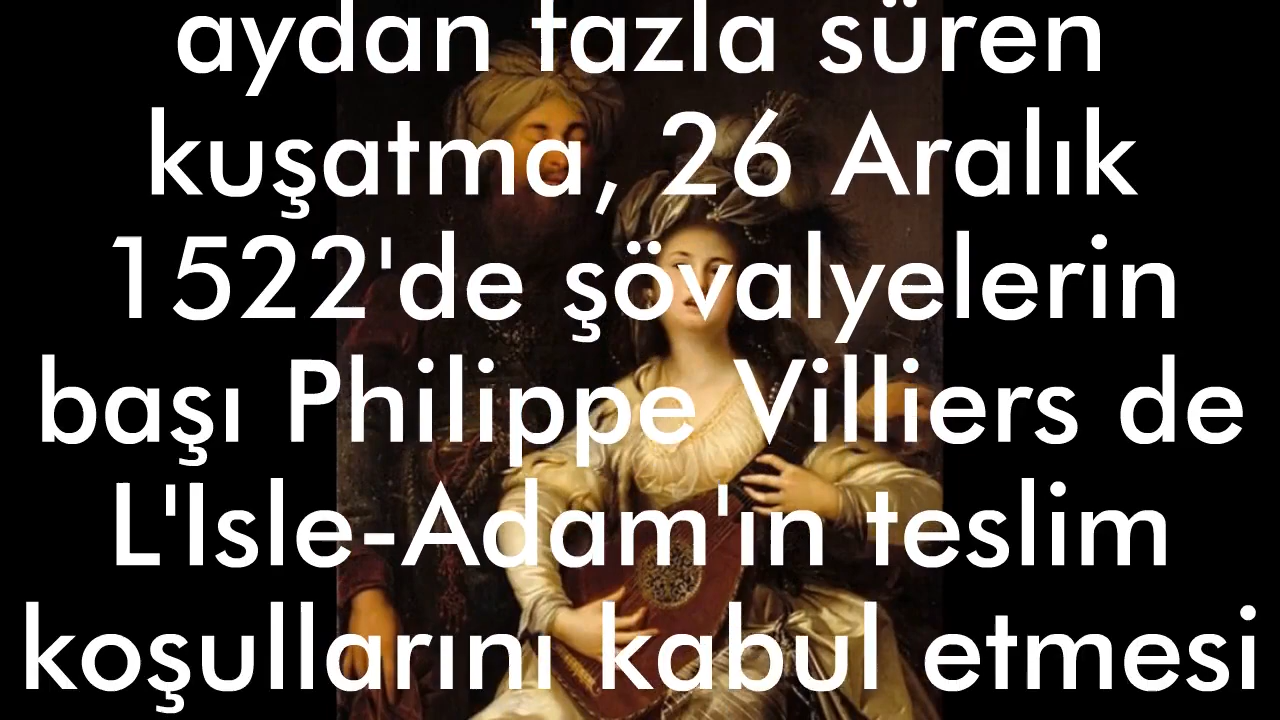 aydan fazla süren
kuşatma, 26 Aralık
1522'de şövalyelerin
başı Philippe Villiers de
L'Isle-Adam'ın teslim
koşullarını kabul etmesi